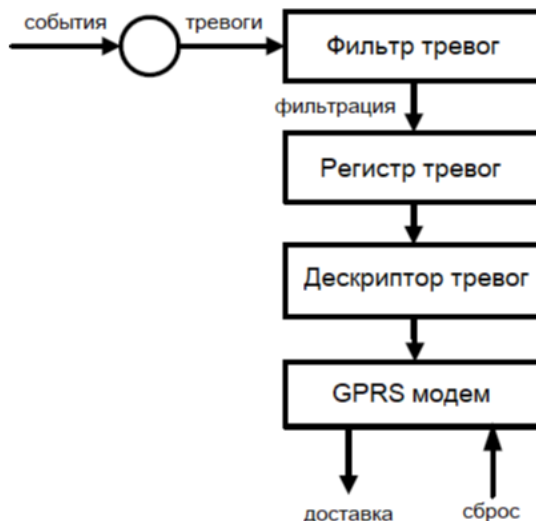 события
тревоги
Фильтр тревог
фильтрация
Регистр тревог
Дескриптор тревог
GPRS модем
доставка
сброс